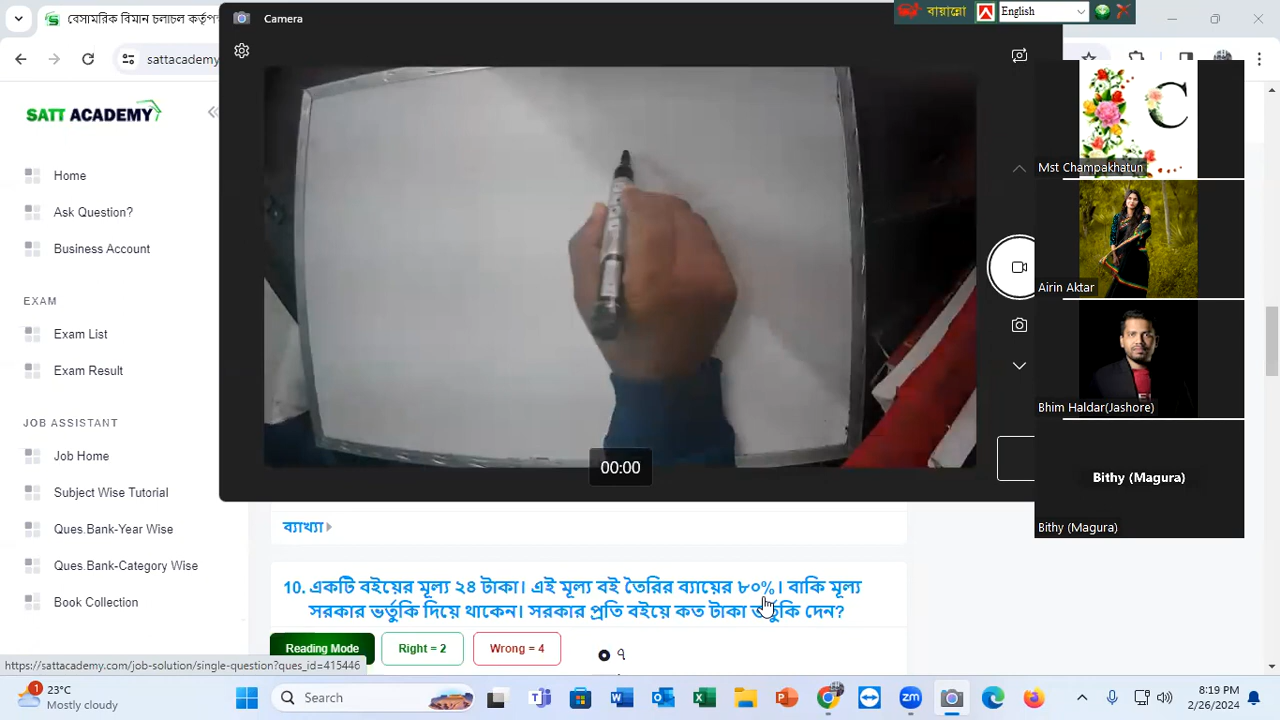 বেসামরিক বিমান চলাচল কর্তৃপ
Camera
বায়ান্নো
English
sattacademy
SATT ACADEMY
Home
Ask Question?
Business Account
EXAM
Exam List
Exam Result
JOB ASSISTANT
Job Home
Subject Wise Tutorial
Ques.Bank-Year Wise
Ques.Bank-Category Wise
Book Collection
C
Mst Champakhatun
Airin Aktar
Bhim Haldar(Jashore)
Bithy (Magura)
Bithy (Magura)
00:00
ব্যাখ্যা
10. একটি বইয়ের মূল্য ২৪ টাকা। এই মূল্য বই তৈরির ব্যায়ের ৮০%। বাকি মূল্য
সরকার ভর্তুকি দিয়ে থাকেন। সরকার প্রতি বইয়ে কত টাকা ভর্তুকি দেন?
Reading Mode
Right = 2
Wrong = 4
৭
https://sattacademy.com/job-solution/single-question?ques_id=415446
1
23°C
Mostly cloudy
Search
8:19 PM
2/26/2024